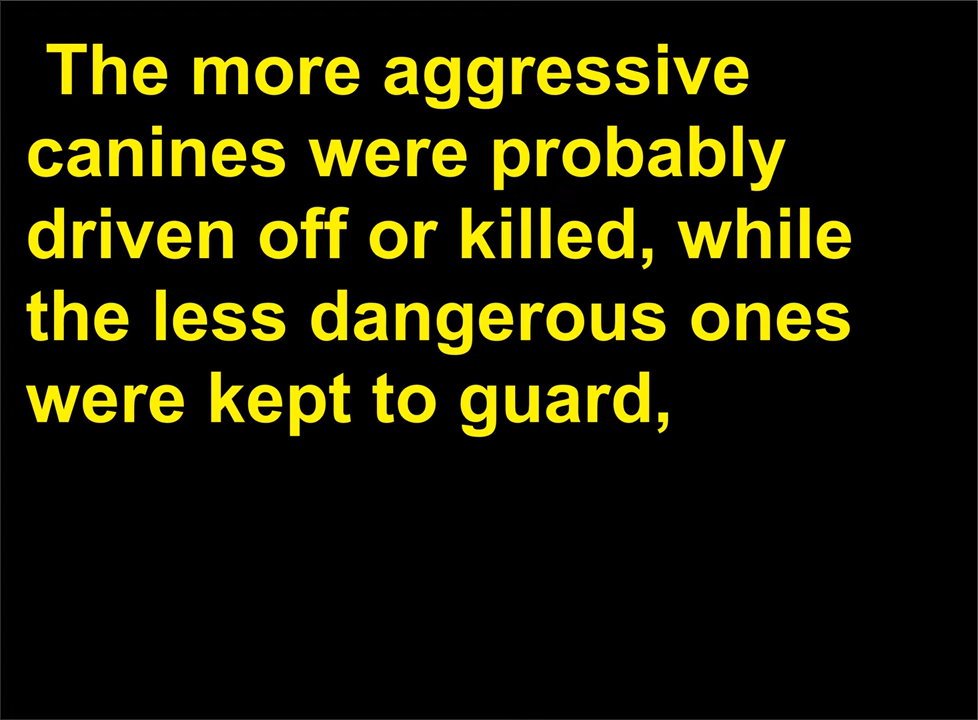 The more aggressive
canines were probably
driven off or killed, while
the less dangerous ones
were kept to guard,